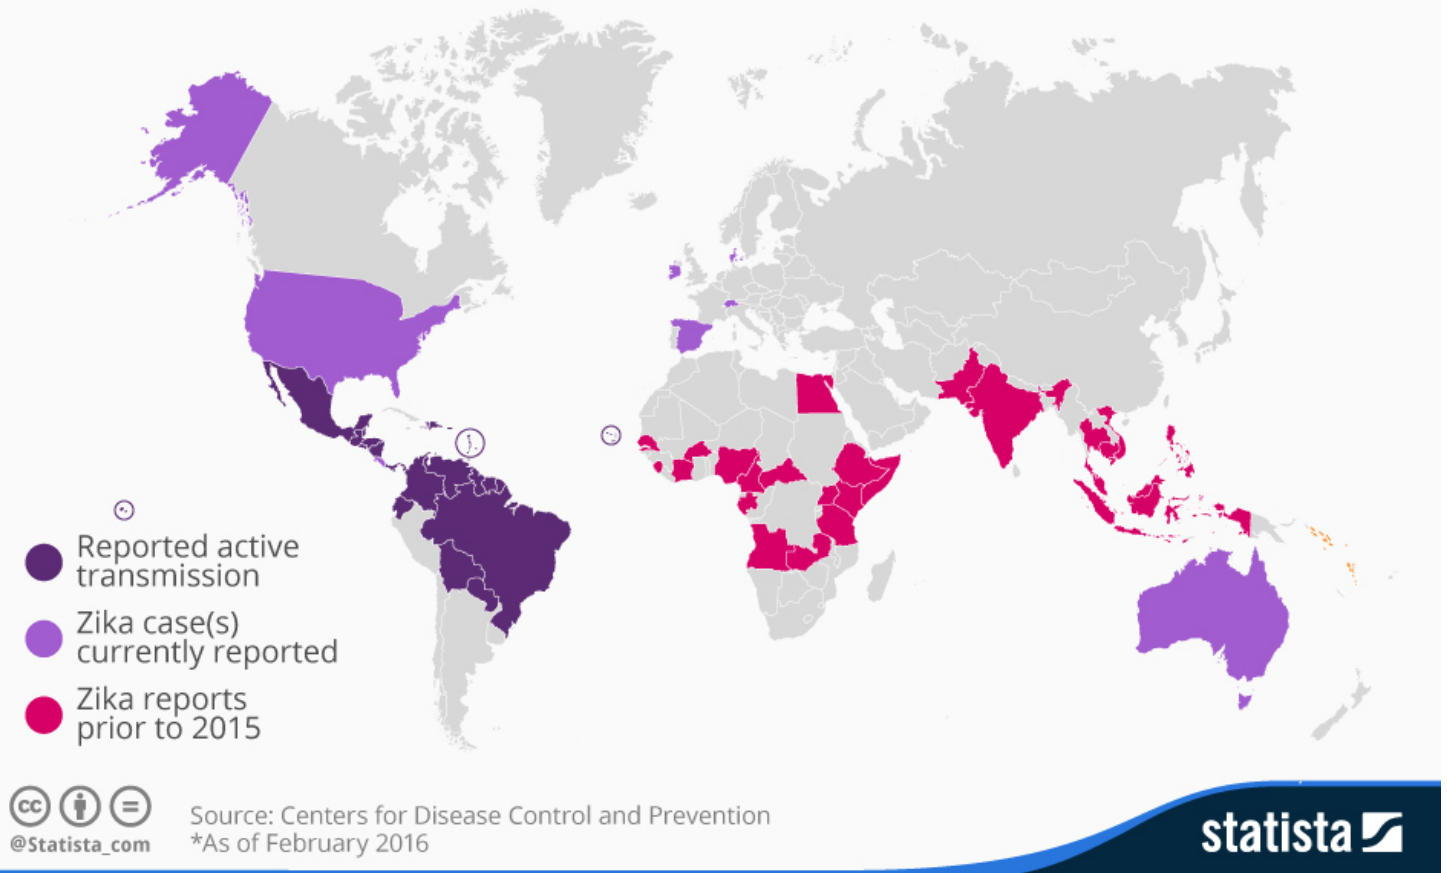 Reported active
transmission
Zika case(s)
currently reported
Zika reports
prior to 2015
cc
@Statista_com
Source: Centers for Disease Control and Prevention
*As of February 2016
statista